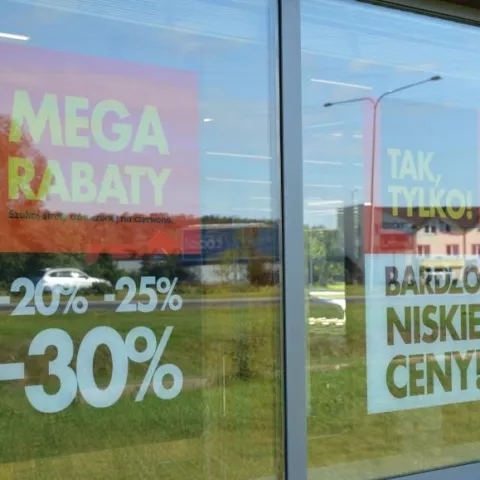 MEGA
RABATY
-20% -25%
-30%
TAK,
TYLKO!
BARDZO
NISKIE
CENY!